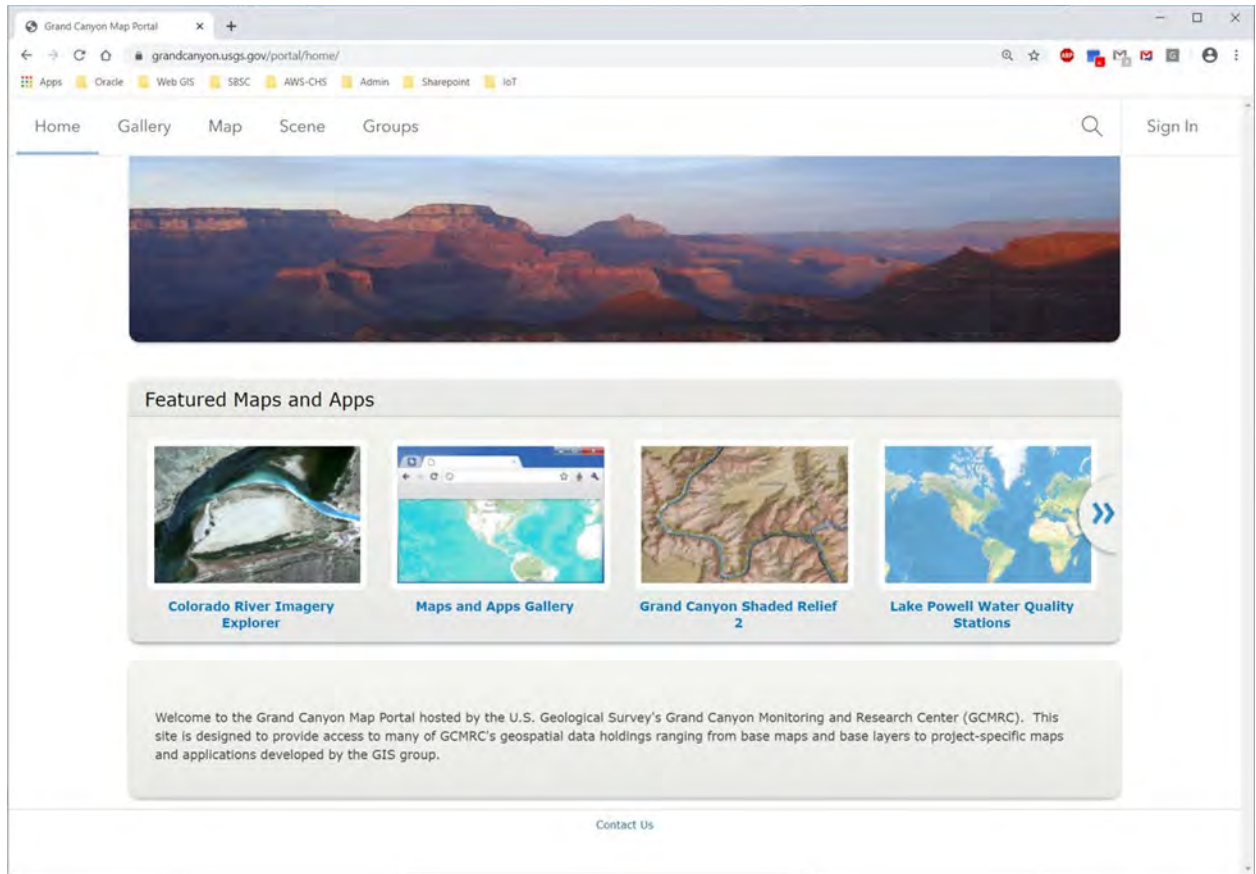 Grand Canyon Map Portal
grandcanyon.usgs.gov/portal/home/
Apps Oracle Web GIS SBSC AWS-CHS Admin Sharepoint IoT
Home Gallery Map Scene Groups Sign In
Featured Maps and Apps
Colorado River Imagery
Explorer
Maps and Apps Gallery
Grand Canyon Shaded Relief
2
Lake Powell Water Quality
Stations
Welcome to the Grand Canyon Map Portal hosted by the U.S. Geological Survey's Grand Canyon Monitoring and Research Center (GCMRC). This
site is designed to provide access to many of GCMRC's geospatial data holdings ranging from base maps and base layers to project-specific maps
and applications developed by the GIS group.
Contact Us